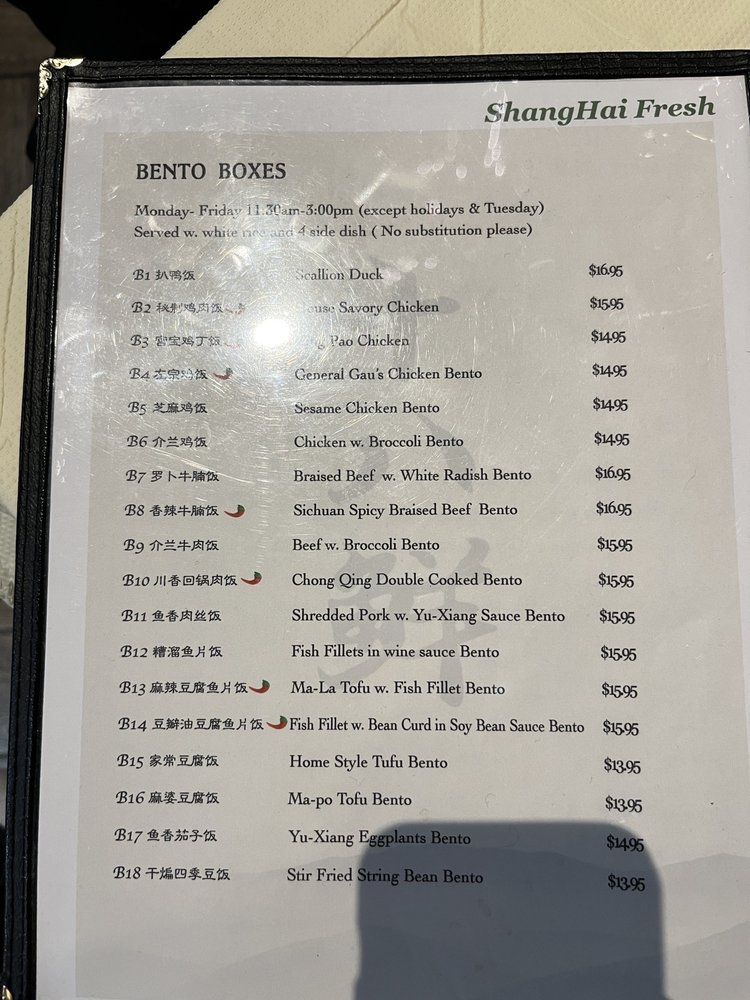 ShangHai Fresh
BENTO BOXES
Monday- Friday 11:30am-3:00pm (except holidays & Tuesday)
Served w. white rice and 4 side dish ( No substitution please)
B1 扒鸭饭 Scallion Duck $16.95
B2 秘制鸡肉饭 House Savory Chicken $15.95
B3 宫宝鸡丁饭 Pao Chicken $14.95
B4 左宗鸡饭 General Gau's Chicken Bento $14.95
B5 芝麻鸡饭 Sesame Chicken Bento $14.95
B6 介兰鸡饭 Chicken w. Broccoli Bento $14.95
B7 罗卜牛腩饭 Braised Beef w. White Radish Bento $16.95
B8 香辣牛腩饭 Sichuan Spicy Braised Beef Bento $16.95
B9 介兰牛肉饭 Beef w. Broccoli Bento $15.95
B10 川香回锅肉饭 Chong Qing Double Cooked Bento $15.95
B11 鱼香肉丝饭 Shredded Pork w. Yu-Xiang Sauce Bento $15.95
B12 糟溜鱼片饭 Fish Fillets in wine sauce Bento $15.95
B13 麻辣豆腐鱼片饭 Ma-La Tofu w. Fish Fillet Bento $15.95
B14 豆瓣油豆腐鱼片饭 Fish Fillet w. Bean Curd in Soy Bean Sauce Bento $15.95
B15 家常豆腐饭 Home Style Tufu Bento $13.95
B16 麻婆豆腐饭 Ma-po Tofu Bento $13.95
B17 鱼香茄子饭 Yu-Xiang Eggplants Bento $14.95
B18 干煸四季豆饭 Stir Fried String Bean Bento $13.95